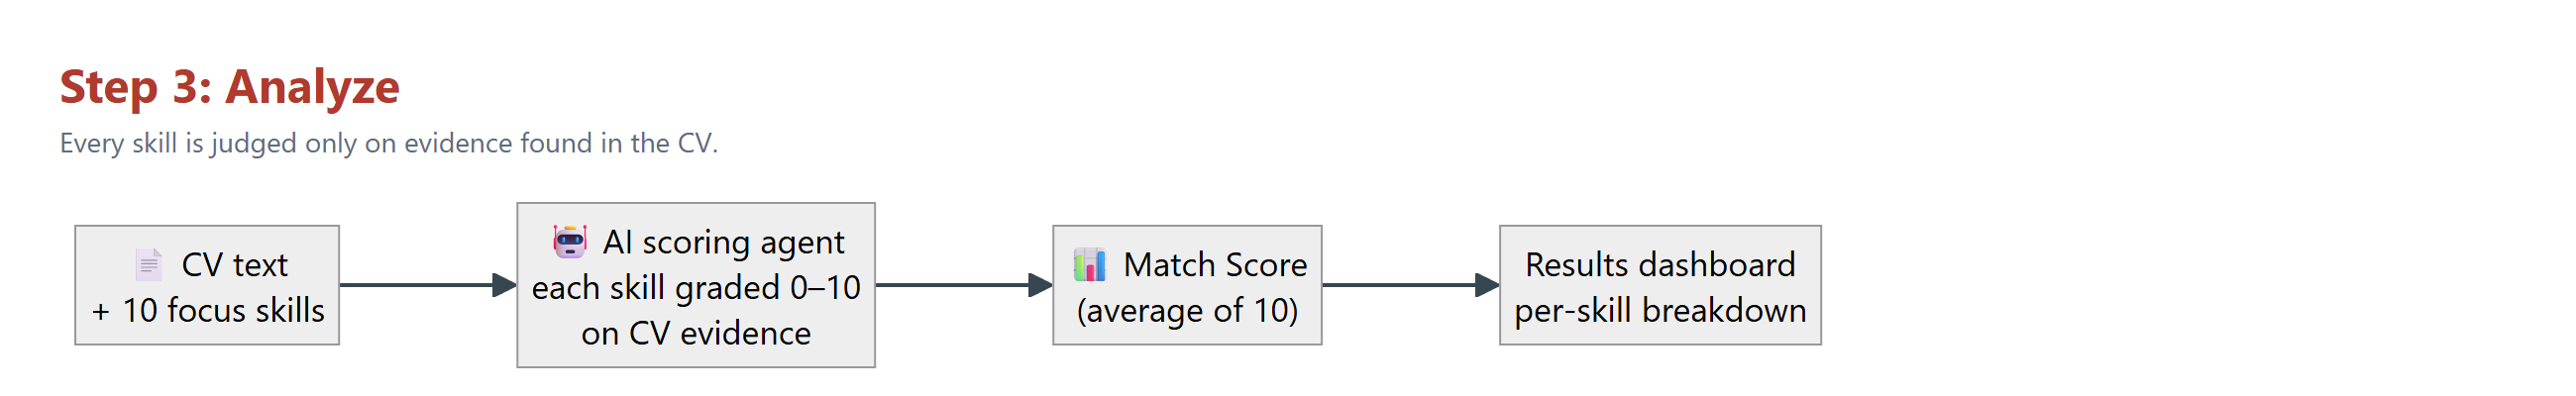 Step 3: Analyze
Every skill is judged only on evidence found in the CV.
CV text
+ 10 focus skills
AI scoring agent
each skill graded 0–10
on CV evidence
Match Score
(average of 10)
Results dashboard
per-skill breakdown